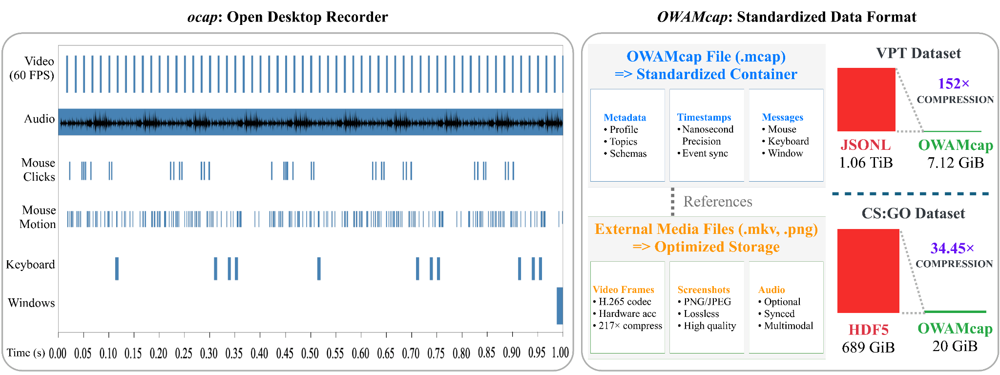 ocap: Open Desktop Recorder
Video
(60 FPS)
Audio
Mouse
Clicks
Mouse
Motion
Keyboard
Windows
Time (s) 0.00 0.05 0.10 0.15 0.20 0.25 0.30 0.35 0.40 0.45 0.50 0.55 0.60 0.65 0.70 0.75 0.80 0.85 0.90 0.95 1.00
OWAMcap: Standardized Data Format
OWAMcap File (.mcap)
=> Standardized Container
Metadata
• Profile
• Topics
• Schemas
Timestamps
• Nanosecond
Precision
• Event sync
Messages
• Mouse
• Keyboard
• Window
References
External Media Files (.mkv, .png)
=> Optimized Storage
Video Frames
• H.265 codec
• Hardware acc
• 217× compress
Screenshots
• PNG/JPEG
• Lossless
• High quality
Audio
• Optional
• Synced
• Multimodal
VPT Dataset
152×
COMPRESSION
JSONL
1.06 TiB
OWAMcap
7.12 GiB
CS:GO Dataset
34.45×
COMPRESSION
HDF5
689 GiB
OWAMcap
20 GiB